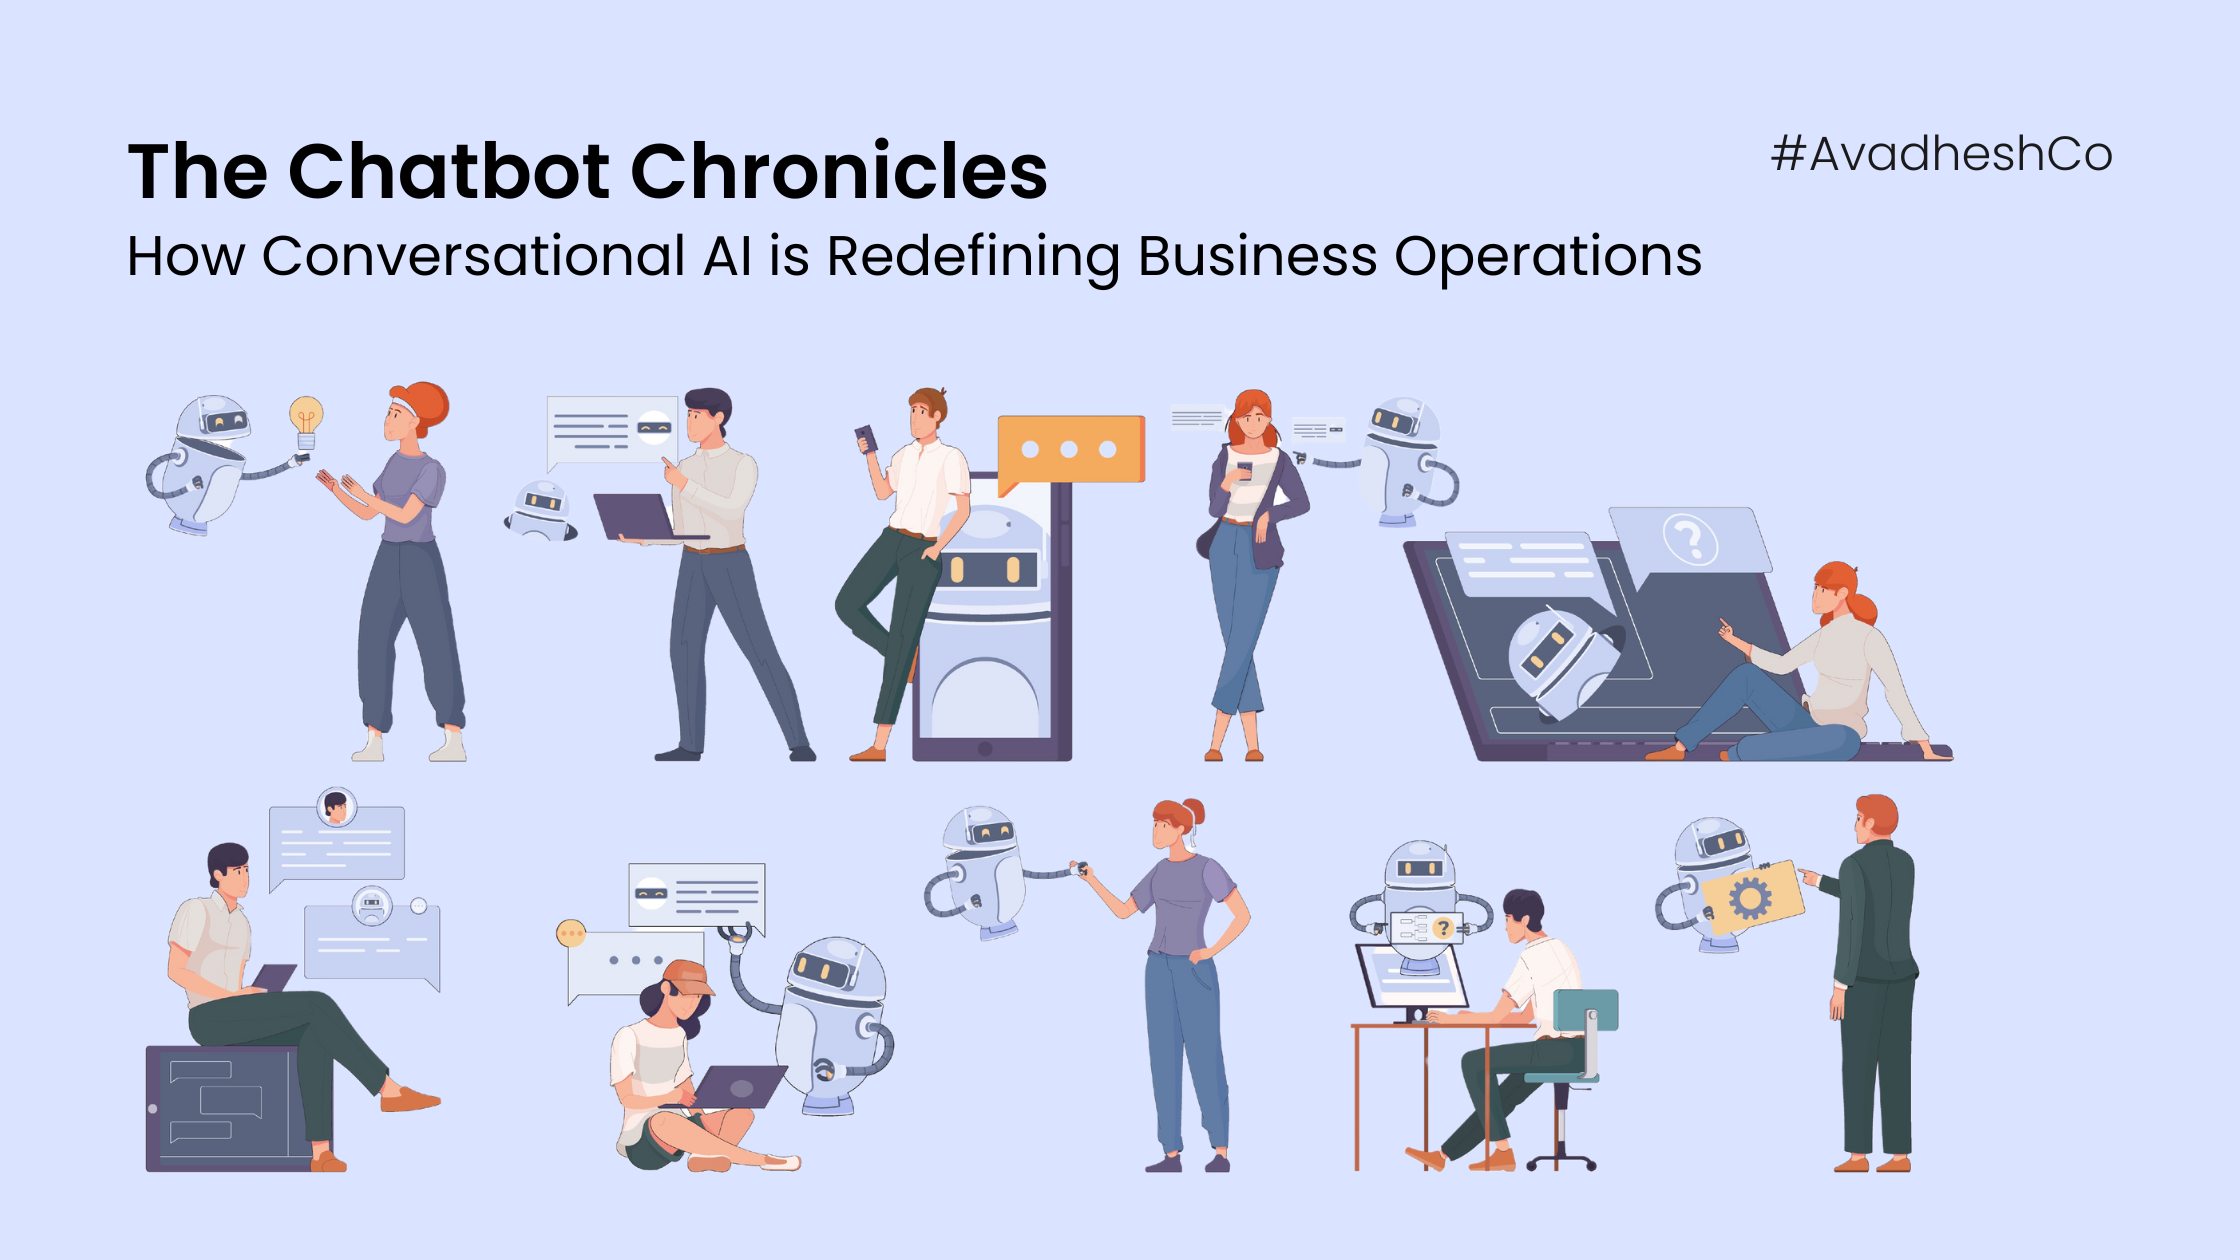 The Chatbot Chronicles
#AvadheshCo
How Conversational AI is Redefining Business Operations
?
?